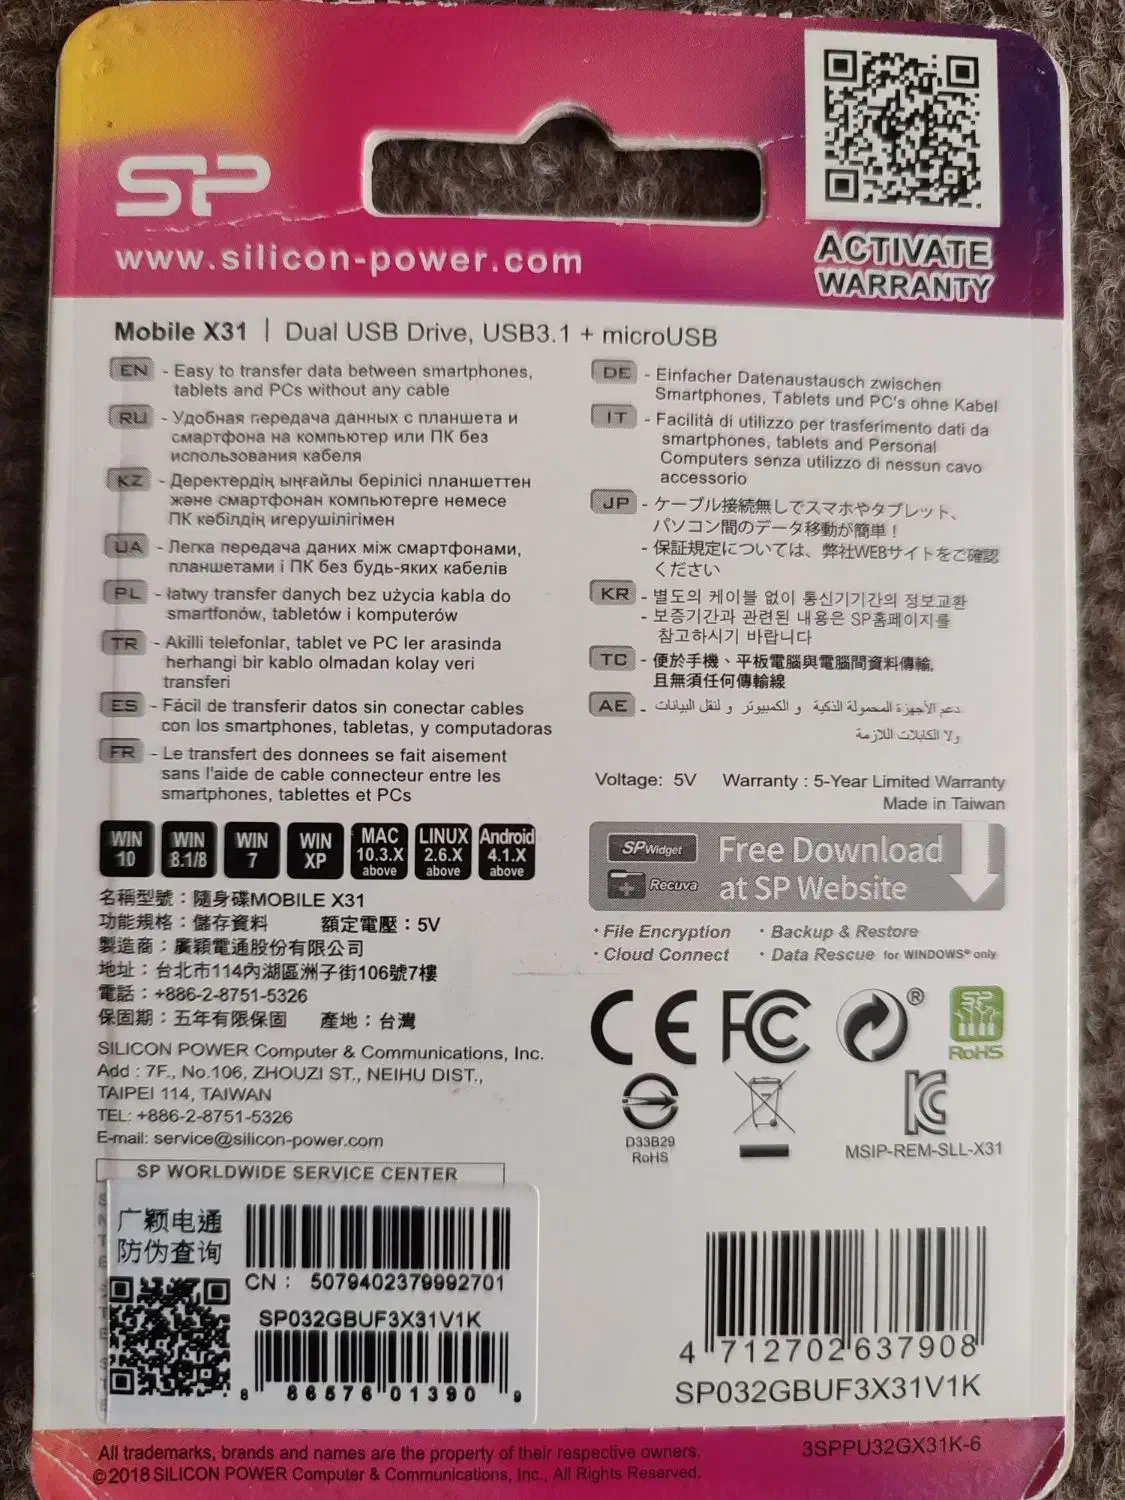 SP
www.silicon-power.com
ACTIVATE
WARRANTY
Mobile X31 | Dual USB Drive, USB3.1 + microUSB
EN - Easy to transfer data between smartphones,
tablets and PCs without any cable
RU - Удобная передача данных с планшета и
смартфона на компьютер или ПК без
использования кабеля
KZ - Деректердің ыңғайлы берілісі планшеттен
және смартфонан компьютерге немесе
ПК кәбілдің игерушілігімен
UA - Легка передача даних між смартфонами,
планшетами і ПК без будь-яких кабелів
PL - łatwy transfer danych bez użycia kabla do
smartfonów, tabletów i komputerów
TR - Akilli telefonlar, tablet ve PC ler arasinda
herhangi bir kablo olmadan kolay veri
transferi
ES - Fácil de transferir datos sin conectar cables
con los smartphones, tabletas, y computadoras
FR - Le transfert des donnees se fait aisement
sans l'aide de cable connecteur entre les
smartphones, tablettes et PCs
DE - Einfacher Datenaustausch zwischen
Smartphones, Tablets und PC's ohne Kabel
IT - Facilità di utilizzo per trasferimento dati da
smartphones, tablets and Personal
Computers senza utilizzo di nessun cavo
accessorio
JP - ケーブル接続無しでスマホやタブレット、
パソコン間のデータ移動が簡単！
- 保証規定については、弊社WEBサイトをご確認
ください
KR - 별도의 케이블 없이 통신기기간의 정보교환
- 보증기간과 관련된 내용은 SP홈페이지를
참고하시기 바랍니다
TC - 便於手機、平板電腦與電腦間資料傳輸,
且無須任何傳輸線
AE - دعم الأجهزة المحمولة الذكية و الكمبيوتر و لنقل البيانات
ولا الكابلات اللازمة
Voltage: 5V Warranty : 5-Year Limited Warranty
Made in Taiwan
WIN 10
WIN 8.1/8
WIN 7
WIN XP
MAC 10.3.X above
LINUX 2.6.X above
Android 4.1.X above
SP Widget
Recuva
Free Download
at SP Website
· File Encryption · Backup & Restore
· Cloud Connect · Data Rescue for WINDOWS® only
名稱型號：隨身碟MOBILE X31
功能規格：儲存資料 額定電壓：5V
製造商：廣穎電通股份有限公司
地址：台北市114內湖區洲子街106號7樓
電話：+886-2-8751-5326
保固期：五年有限保固 產地：台灣
SILICON POWER Computer & Communications, Inc.
Add : 7F., No.106, ZHOUZI ST., NEIHU DIST.,
TAIPEI 114, TAIWAN
TEL: +886-2-8751-5326
E-mail: service@silicon-power.com
SP WORLDWIDE SERVICE CENTER
CE FC ®
SP
RoHS
D33B29
RoHS
MSIP-REM-SLL-X31
广颖电通
防伪查询
CN： 5079402379992701
SP032GBUF3X31V1K
8 86576 01390 9
4 712702 637908
SP032GBUF3X31V1K
All trademarks, brands and names are the property of their respective owners.
©2018 SILICON POWER Computer & Communications, Inc., All Rights Reserved.
3SPPU32GX31K-6